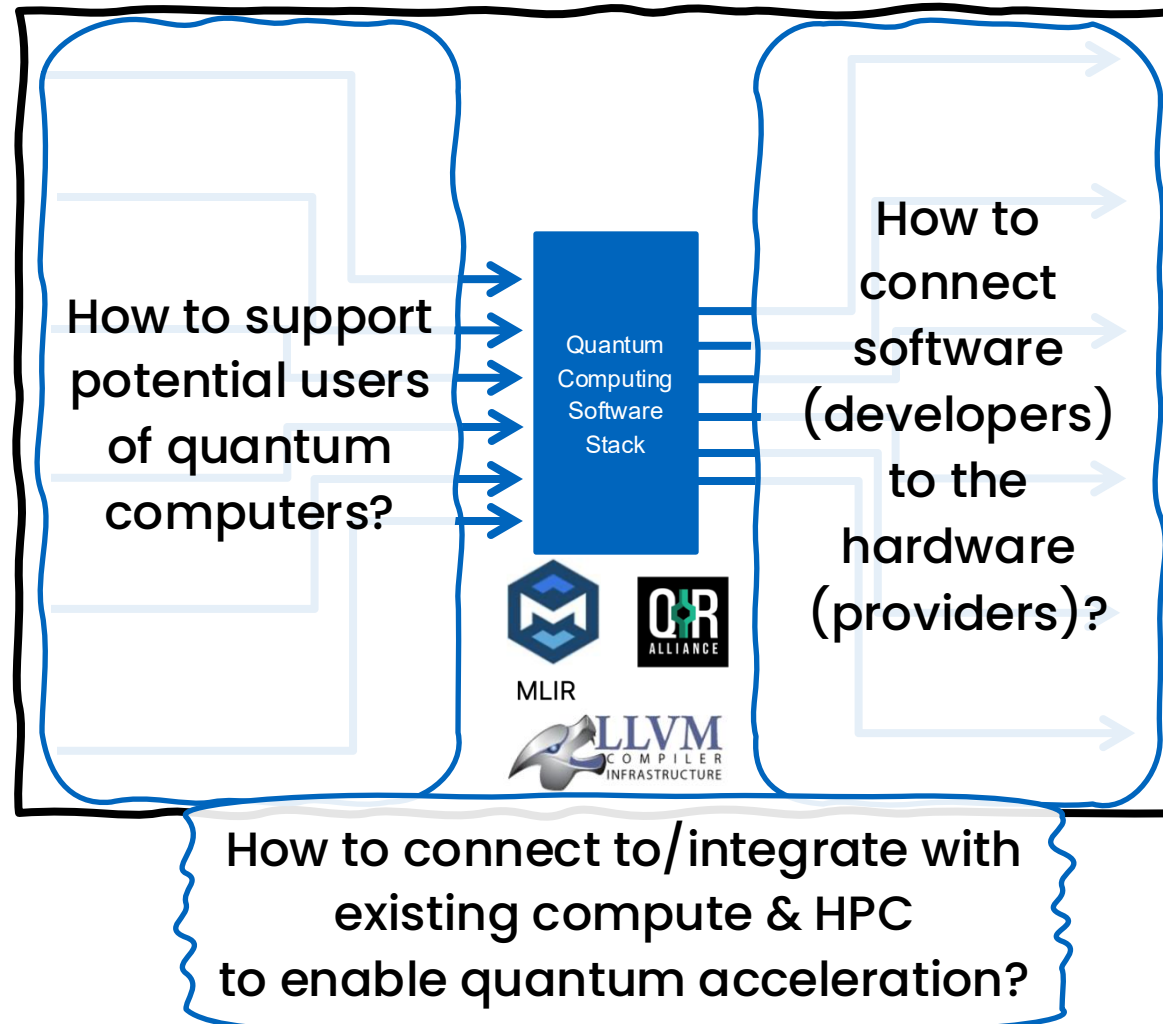 How to support
potential users
of quantum
computers?
Quantum
Computing
Software
Stack
How to
connect
software
(developers)
to the
hardware
(providers)?
MLIR
QIR
ALLIANCE
LLVM
COMPILER
INFRASTRUCTURE
How to connect to/integrate with
existing compute & HPC
to enable quantum acceleration?